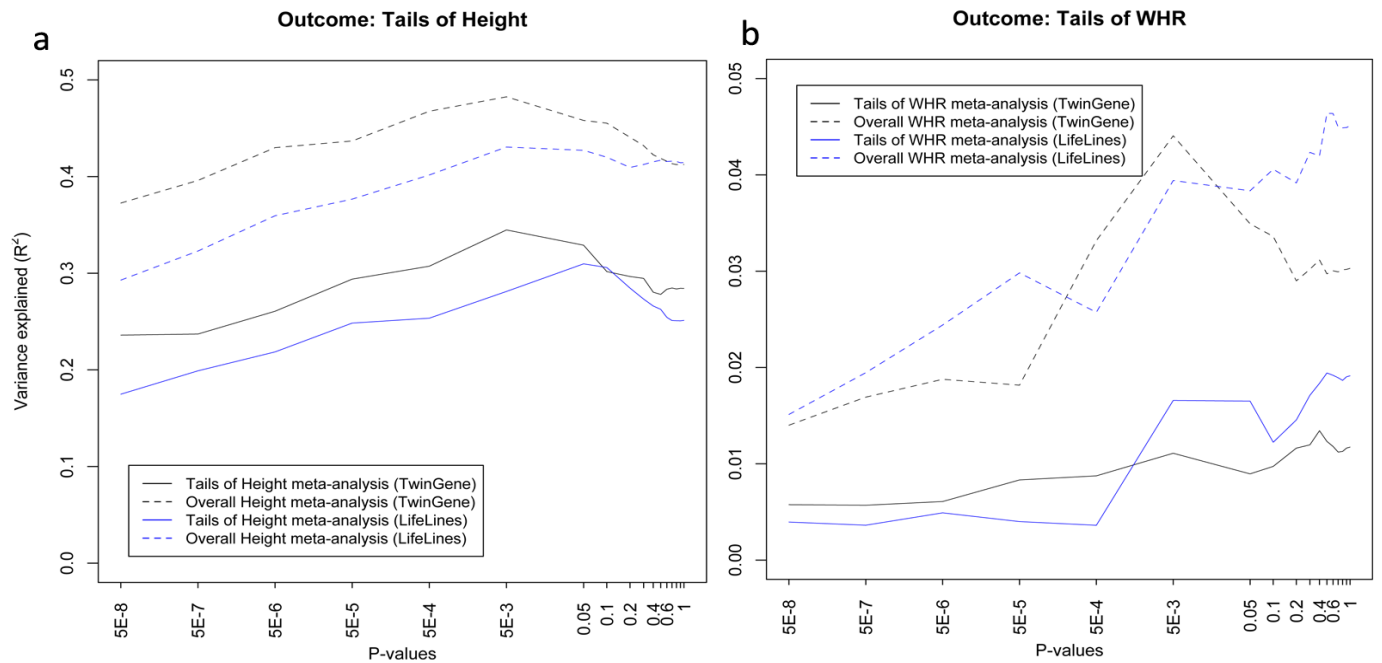 a
Outcome: Tails of Height
Variance explained (R²)
0.5
0.4
0.3
0.2
0.1
0.0
Tails of Height meta-analysis (TwinGene)
Overall Height meta-analysis (TwinGene)
Tails of Height meta-analysis (LifeLines)
Overall Height meta-analysis (LifeLines)
5E-8 5E-7 5E-6 5E-5 5E-4 5E-3 0.05 0.1 0.2 0.4 0.6 1
P-values
b
Outcome: Tails of WHR
0.05
0.04
0.03
0.02
0.01
0.00
Tails of WHR meta-analysis (TwinGene)
Overall WHR meta-analysis (TwinGene)
Tails of WHR meta-analysis (LifeLines)
Overall WHR meta-analysis (LifeLines)
5E-8 5E-7 5E-6 5E-5 5E-4 5E-3 0.05 0.1 0.2 0.4 0.6 1
P-values